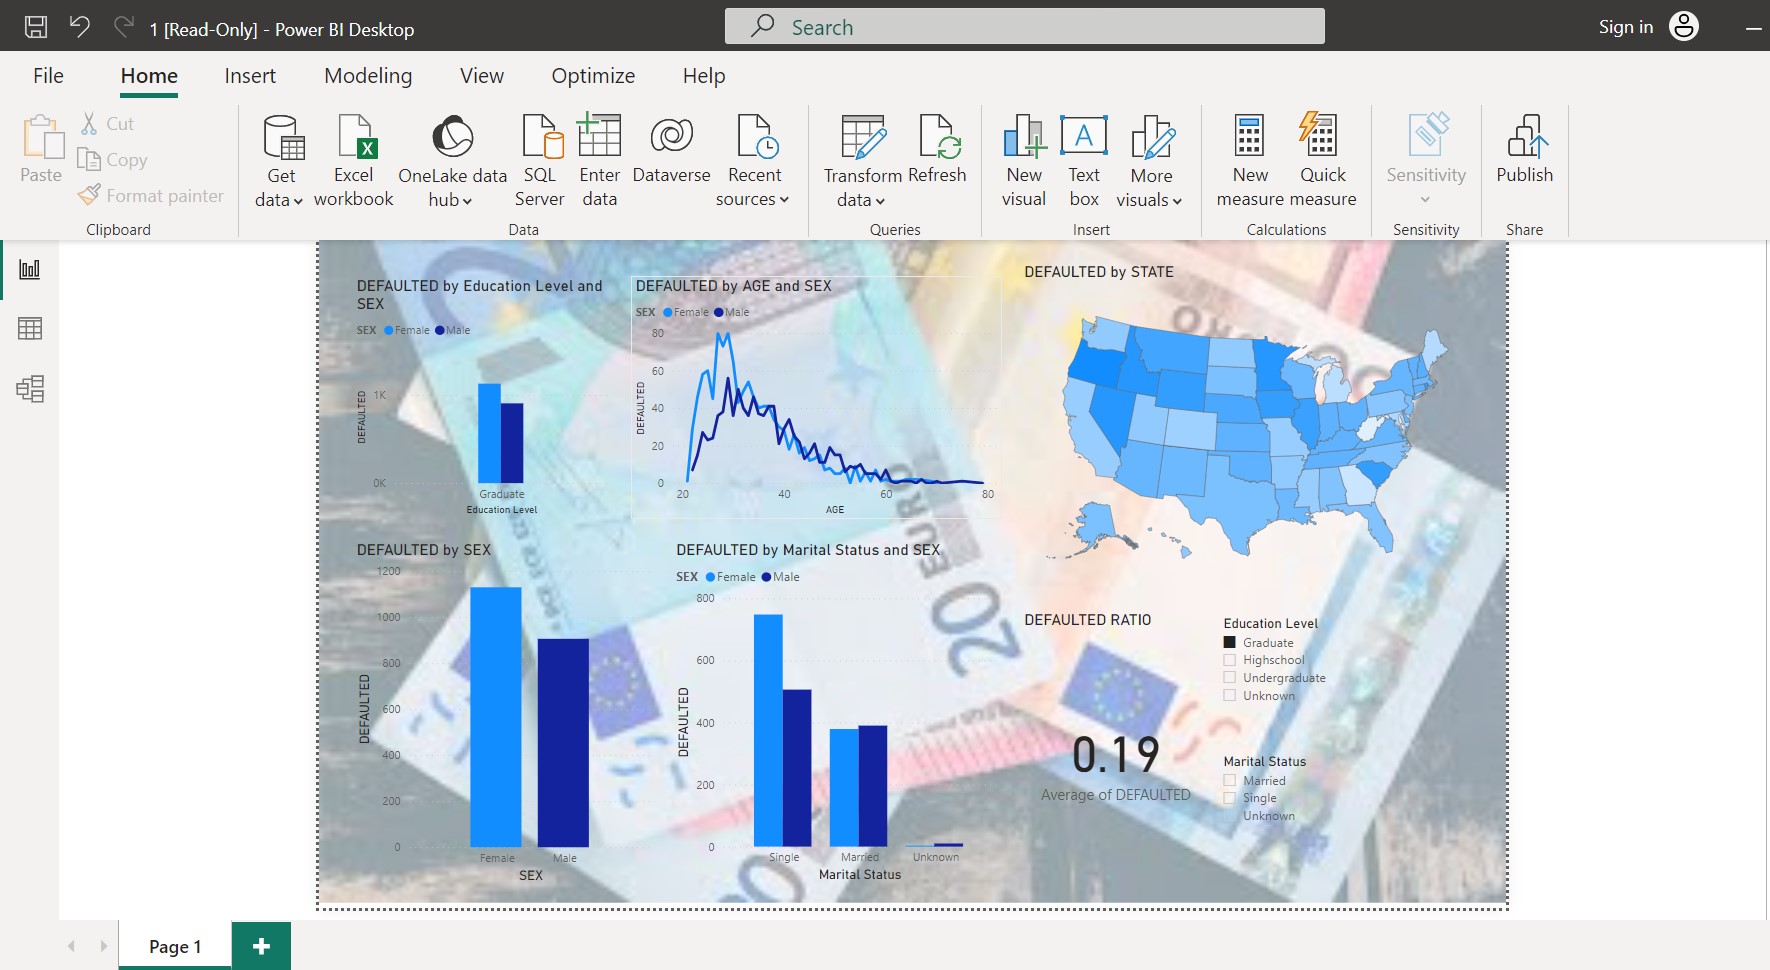 1 [Read-Only] - Power BI Desktop
Search
Sign in
File Home Insert Modeling View Optimize Help
Paste
Cut
Copy
Format painter
Clipboard
Get data
Excel workbook
OneLake data hub
SQL Server
Enter data
Dataverse
Recent sources
Data
Transform data
Refresh
Queries
New visual
Text box
More visuals
Insert
New measure
Quick measure
Calculations
Sensitivity
Sensitivity
Publish
Share
DEFAULTED by Education Level and
SEX
SEX Female Male
DEFAULTED
1K
0K
Graduate
Education Level
DEFAULTED by AGE and SEX
SEX Female Male
DEFAULTED
80
60
40
20
0
20 40 60 80
AGE
DEFAULTED by STATE
DEFAULTED by SEX
DEFAULTED
1200
1000
800
600
400
200
0
Female Male
SEX
DEFAULTED by Marital Status and SEX
SEX Female Male
DEFAULTED
800
600
400
200
0
Single Married Unknown
Marital Status
DEFAULTED RATIO
0.19
Average of DEFAULTED
Education Level
Graduate
Highschool
Undergraduate
Unknown
Marital Status
Married
Single
Unknown
20 EURO
Page 1